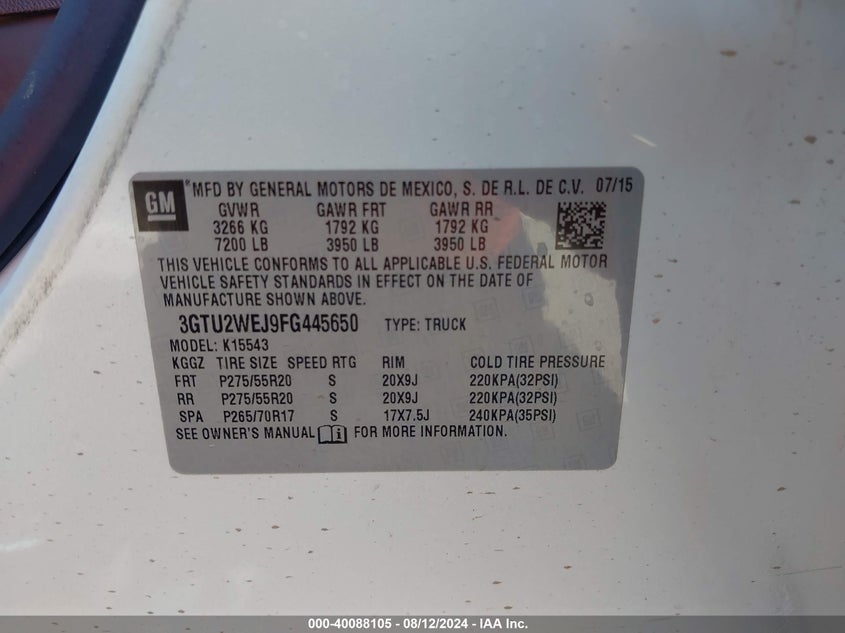 GM
®MFD BY GENERAL MOTORS DE MEXICO, S. DE R.L. DE C.V. 07/15
GVWR GAWR FRT GAWR RR
3266 KG 1792 KG 1792 KG
7200 LB 3950 LB 3950 LB
THIS VEHICLE CONFORMS TO ALL APPLICABLE U.S. FEDERAL MOTOR
VEHICLE SAFETY STANDARDS IN EFFECT ON THE DATE OF
MANUFACTURE SHOWN ABOVE.
3GTU2WEJ9FG445650 TYPE: TRUCK
MODEL: K15543
KGGZ TIRE SIZE SPEED RTG RIM COLD TIRE PRESSURE
FRT P275/55R20 S 20X9J 220KPA(32PSI)
RR P275/55R20 S 20X9J 220KPA(32PSI)
SPA P265/70R17 S 17X7.5J 240KPA(35PSI)
SEE OWNER'S MANUAL FOR MORE INFORMATION.
000-40088105 - 08/12/2024 - IAA Inc.